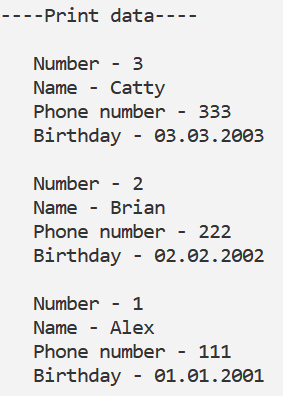 ----Print data----
Number - 3
Name - Catty
Phone number - 333
Birthday - 03.03.2003
Number - 2
Name - Brian
Phone number - 222
Birthday - 02.02.2002
Number - 1
Name - Alex
Phone number - 111
Birthday - 01.01.2001